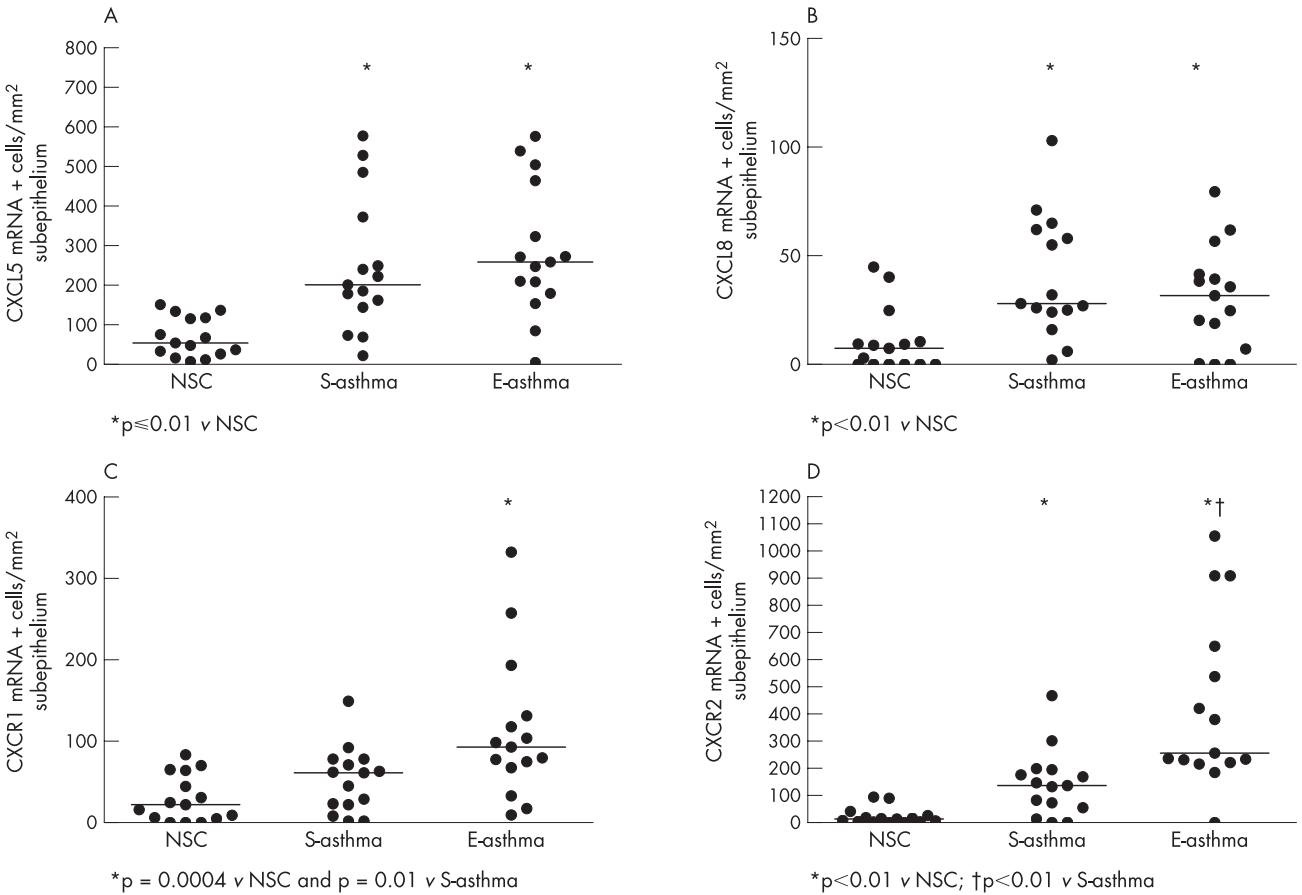 A
CXCL5 mRNA + cells/mm²
subepithelium
800
700
600
500
400
300
200
100
0
*
*
NSC
S-asthma
E-asthma
*p⩽0.01 v NSC
B
CXCL8 mRNA + cells/mm²
subepithelium
150
100
50
0
*
*
NSC
S-asthma
E-asthma
*p<0.01 v NSC
C
CXCR1 mRNA + cells/mm²
subepithelium
400
300
200
100
0
*
NSC
S-asthma
E-asthma
*p = 0.0004 v NSC and p = 0.01 v S-asthma
D
CXCR2 mRNA + cells/mm²
subepithelium
1200
1100
1000
900
800
700
600
500
400
300
200
100
0
*
*†
NSC
S-asthma
E-asthma
*p<0.01 v NSC; †p<0.01 v S-asthma